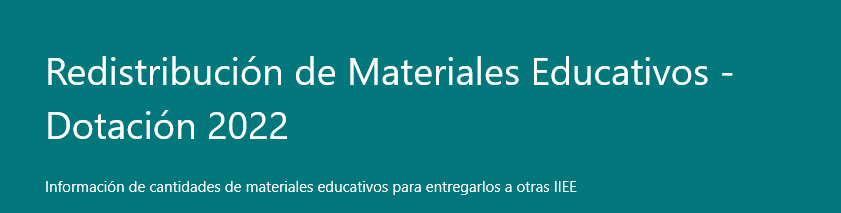 Redistribución de Materiales Educativos -
Dotación 2022
Información de cantidades de materiales educativos para entregarlos a otras IIEE